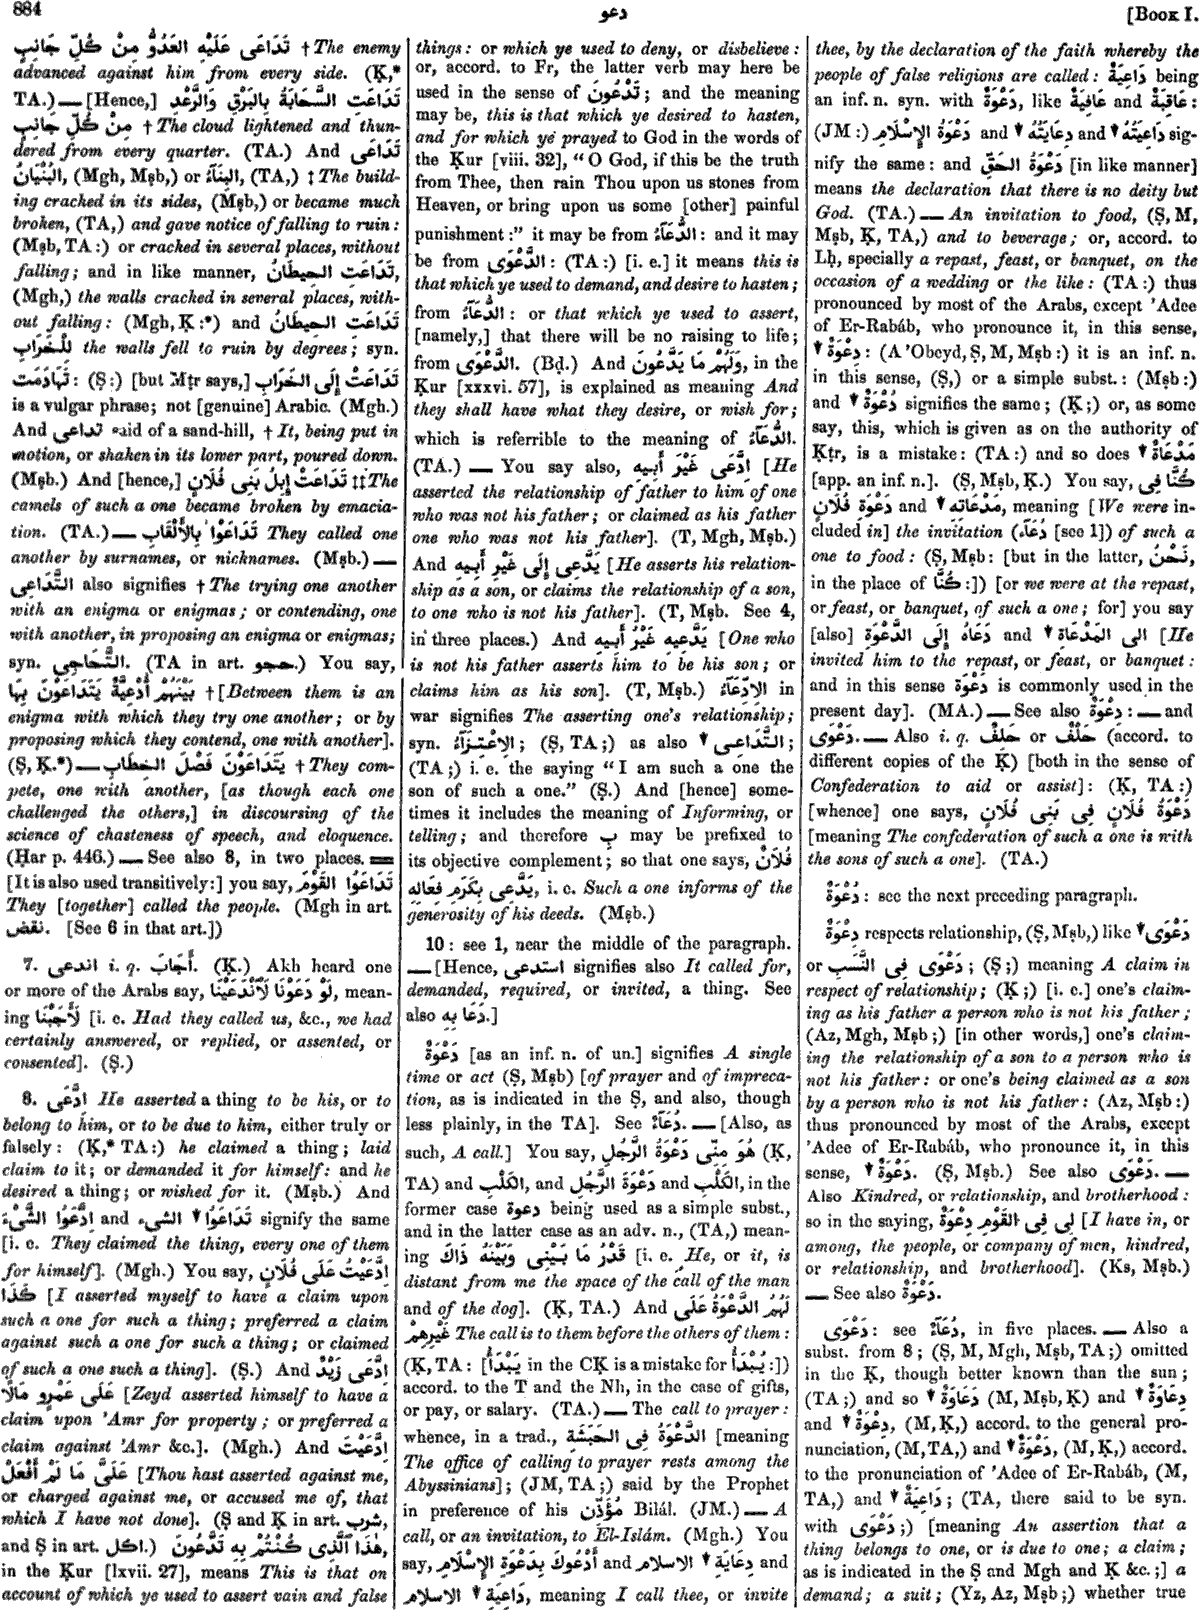 884
دعو
[Book I.
تَدَاعَى عَلَيْهِ العَدُوُّ مِنْ كُلِّ جَانِبٍ † The enemy
advanced against him from every side. (Ḳ,*
TA.) — [Hence,] تَدَاعَتِ السَّحَابَةُ بِالبَرْقِ وَالرَّعْدِ
مِنْ كُلِّ جَانِبٍ † The cloud lightened and thun-
dered from every quarter. (TA.) And تَدَاعَى
البُنْيَانُ, (Mgh, Mṣb,) or البِنَآءُ, (TA,) ‡ The build-
ing cracked in its sides, (Mṣb,) or became much
broken, (TA,) and gave notice of falling to ruin:
(Mṣb, TA:) or cracked in several places, without
falling; and in like manner, تَدَاعَتِ الحِيطَانُ,
(Mgh,) the walls cracked in several places, with-
out falling: (Mgh, Ḳ:*) and تَدَاعَتِ الحِيطَانُ
لِلْخَرَابِ the walls fell to ruin by degrees; syn.
تَهَادَمَتْ: (Ṣ:) [but Mṭr says,] تَدَاعَتْ إِلَى الخَرَابِ
is a vulgar phrase; not [genuine] Arabic. (Mgh.)
And تداعى said of a sand-hill, † It, being put in
motion, or shaken in its lower part, poured down.
(Mṣb.) And [hence,] تَدَاعَتْ إِبِلُ بَنِى فُلَانٍ ‡‡ The
camels of such a one became broken by emacia-
tion. (TA.) — تَدَاعَوْا بِالأَلْقَابِ They called one
another by surnames, or nicknames. (Mṣb.) —
التَّدَاعِى also signifies † The trying one another
with an enigma or enigmas; or contending, one
with another, in proposing an enigma or enigmas;
syn. التَّحَاجِى. (TA in art. حجو.) You say,
بَيْنَهُمْ أُدْعِيَّةٌ يَتَدَاعَوْنَ بِهَا † [Between them is an
enigma with which they try one another; or by
proposing which they contend, one with another].
(Ṣ, Ḳ.*) — يَتَدَاعَوْنَ فَصْلَ الخِطَابِ † They com-
pete, one with another, [as though each one
challenged the others,] in discoursing of the
science of chasteness of speech, and eloquence.
(Ḥar p. 446.) — See also 8, in two places. =
[It is also used transitively:] you say, تَدَاعَوُا القَوْمَ
They [together] called the people. (Mgh in art.
نقض. [See 6 in that art.])
7. اندعى i. q. أَجَابَ. (Ḳ.) Akh heard one
or more of the Arabs say, لَوْ دَعَوْنَا لَٱنْدَعَيْنَا, mean-
ing لَأَجَبْنَا [i. e. Had they called us, &c., we had
certainly answered, or replied, or assented, or
consented]. (Ṣ.)
8. اِدَّعَى He asserted a thing to be his, or to
belong to him, or to be due to him, either truly or
falsely: (Ḳ,* TA:) he claimed a thing; laid
claim to it; or demanded it for himself: and he
desired a thing; or wished for it. (Mṣb.) And
اِدَّعَوُا الشَّىْءَ and تَدَاعَوُا ▾ الشىء signify the same
[i. e. They claimed the thing, every one of them
for himself]. (Mgh.) You say, اِدَّعَيْتُ عَلَى فُلَانٍ
كَذَا [I asserted myself to have a claim upon
such a one for such a thing; preferred a claim
against such a one for such a thing; or claimed
of such a one such a thing]. (Ṣ.) And اِدَّعَى زَيْدٌ
عَلَى عَمْرٍو مَالًا [Zeyd asserted himself to have a
claim upon 'Amr for property; or preferred a
claim against 'Amr &c.]. (Mgh.) And اِدَّعَيْتَ
عَلَىَّ مَا لَمْ أَفْعَلْ [Thou hast asserted against me,
or charged against me, or accused me of, that
which I have not done]. (Ṣ and Ḳ in art. شرب,
and Ṣ in art. اكل.) هٰذَا ٱلَّذِى كُنْتُمْ بِهِ تَدَّعُونَ,
in the Ḳur [lxvii. 27], means This is that on
account of which ye used to assert vain and false
things: or which ye used to deny, or disbelieve:
or, accord. to Fr, the latter verb may here be
used in the sense of تَدْعُونَ; and the meaning
may be, this is that which ye desired to hasten,
and for which ye prayed to God in the words of
the Ḳur [viii. 32], "O God, if this be the truth
from Thee, then rain Thou upon us stones from
Heaven, or bring upon us some [other] painful
punishment:" it may be from الدُّعَآءُ: and it may
be from الدَّعْوَى: (TA:) [i. e.] it means this is
that which ye used to demand, and desire to hasten;
from الدُّعَآءُ: or that which ye used to assert,
[namely,] that there will be no raising to life;
from الدَّعْوَى. (Bḍ.) And وَلَهُمْ مَا يَدَّعُونَ, in the
Ḳur [xxxvi. 57], is explained as meaning And
they shall have what they desire, or wish for;
which is referrible to the meaning of الدُّعَآءُ.
(TA.) — You say also, اِدَّعَى غَيْرَ أَبِيهِ [He
asserted the relationship of father to him of one
who was not his father; or claimed as his father
one who was not his father]. (T, Mgh, Mṣb.)
And يَدَّعِى إِلَى غَيْرِ أَبِيهِ [He asserts his relation-
ship as a son, or claims the relationship of a son,
to one who is not his father]. (T, Mṣb. See 4,
in three places.) And يَدَّعِيهِ غَيْرُ أَبِيهِ [One who
is not his father asserts him to be his son; or
claims him as his son]. (T, Mṣb.) الاِدِّعَآءُ in
war signifies The asserting one's relationship;
syn. الاِعْتِزَآءُ; (Ṣ, TA;) as also التَّدَاعِى ▾;
(TA;) i. e. the saying "I am such a one the
son of such a one." (Ṣ.) And [hence] some-
times it includes the meaning of Informing, or
telling; and therefore ب may be prefixed to
its objective complement; so that one says, فُلَانٌ
يَدَّعِى بِكَرَمِ فَعَالِهِ, i. e. Such a one informs of the
generosity of his deeds. (Mṣb.)
10: see 1, near the middle of the paragraph.
— [Hence, استدعى signifies also It called for,
demanded, required, or invited, a thing. See
also دَعَا بِهِ.]
دَعْوَةٌ [as an inf. n. of un.] signifies A single
time or act (Ṣ, Mṣb) [of prayer and of impreca-
tion, as is indicated in the Ṣ, and also, though
less plainly, in the TA]. See دُعَآءٌ. — [Also, as
such, A call.] You say, هُوَ مِنِّى دَعْوَةُ الرَّجُلِ (Ḳ,
TA) and الكَلْبِ, and دَعْوَةَ الرَّجُلِ and الكَلْبِ, in the
former case دعوة being used as a simple subst.,
and in the latter case as an adv. n., (TA,) mean-
ing قَدْرُ مَا بَيْنِى وَبَيْنَهُ ذَاكَ [i. e. He, or it, is
distant from me the space of the call of the man
and of the dog]. (Ḳ, TA.) And لَهُمُ الدَّعْوَةُ عَلَى
غَيْرِهِمْ The call is to them before the others of them:
(Ḳ, TA: [يَبْدَأُ in the CḲ is a mistake for يُبْدَأُ:])
accord. to the T and the Nh, in the case of gifts,
or pay, or salary. (TA.) — The call to prayer:
whence, in a trad., الدَّعْوَةُ فِى الحَبَشَةِ [meaning
The office of calling to prayer rests among the
Abyssinians]; (JM, TA;) said by the Prophet
in preference of his مُؤَذِّن Bilál. (JM.) — A
call, or an invitation, to El-Islám. (Mgh.) You
say, أَدْعُوكَ بِدَعْوَةِ الإِسْلَامِ and دِعَايَةِ ▾ الاسلام and
دَاعِيَةِ ▾ الاسلام, meaning I call thee, or invite
thee, by the declaration of the faith whereby the
people of false religions are called: دَاعِيَةٌ being
an inf. n. syn. with دَعْوَةٌ, like عَافِيَةٌ and عَاقِبَةٌ:
(JM:) دَعْوَةُ الإِسْلَامِ and دِعَايَتُهُ ▾ and دَاعِيَتُهُ ▾ sig-
nify the same: and دَعْوَةُ الحَقِّ [in like manner]
means the declaration that there is no deity but
God. (TA.) — An invitation to food, (Ṣ, M,
Mṣb, Ḳ, TA,) and to beverage; or, accord. to
Lḥ, specially a repast, feast, or banquet, on the
occasion of a wedding or the like: (TA:) thus
pronounced by most of the Arabs, except 'Adee
of Er-Rabáb, who pronounce it, in this sense,
دِعْوَةٌ ▾: (A'Obeyd, Ṣ, M, Mṣb:) it is an inf. n.
in this sense, (Ṣ,) or a simple subst.: (Mṣb:)
and دُعْوَةٌ ▾ signifies the same; (Ḳ;) or, as some
say, this, which is given as on the authority of
Ḳṭr, is a mistake: (TA:) and so does مَدْعَاةٌ ▾
[app. an inf. n.]. (Ṣ, Mṣb, Ḳ.) You say, كُنَّا فِى
دَعْوَةِ فُلَانٍ and مَدْعَاتِهِ ▾, meaning [We were in-
cluded in] the invitation (دُعَآء [see 1]) of such a
one to food: (Ṣ, Mṣb: [but in the latter, نَحْنُ,
in the place of كُنَّا:]) [or we were at the repast,
or feast, or banquet, of such a one; for] you say
[also] دَعَاهُ إِلَى الدَّعْوَةِ and الى المَدْعَاةِ ▾ [He
invited him to the repast, or feast, or banquet:
and in this sense دَعْوَة is commonly used in the
present day]. (MA.) — See also دِعْوَةٌ: — and
دَعْوَى. — Also i. q. حَلْفٌ or حِلْفٌ (accord. to
different copies of the Ḳ) [both in the sense of
Confederation to aid or assist]: (Ḳ, TA:)
[whence] one says, دَعْوَةُ فُلَانٍ فِى بَنِى فُلَانٍ
[meaning The confederation of such a one is with
the sons of such a one]. (TA.)
دُعْوَةٌ: see the next preceding paragraph.
دِعْوَةٌ respects relationship, (Ṣ, Mṣb,) like دَعْوَى ▾
or دَعْوَى فِى النَّسَبِ; (Ṣ;) meaning A claim in
respect of relationship; (Ḳ;) [i. e.] one's claim-
ing as his father a person who is not his father;
(Az, Mgh, Mṣb;) [in other words,] one's claim-
ing the relationship of a son to a person who is
not his father: or one's being claimed as a son
by a person who is not his father: (Az, Mṣb:)
thus pronounced by most of the Arabs, except
'Adee of Er-Rabáb, who pronounce it, in this
sense, دَعْوَةٌ ▾. (Ṣ, Mṣb.) See also دَعْوَى. —
Also Kindred, or relationship, and brotherhood:
so in the saying, لِى فِى القَوْمِ دِعْوَةٌ [I have in, or
among, the people, or company of men, kindred,
or relationship, and brotherhood]. (Ks, Mṣb.)
— See also دَعْوَةٌ.
دَعْوَى: see دُعَآءٌ, in five places. — Also a
subst. from 8; (Ṣ, M, Mgh, Mṣb, TA;) omitted
in the Ḳ, though better known than the sun;
(TA;) and so دَعَاوَةٌ ▾ (M, Mṣb, Ḳ) and دِعَاوَةٌ ▾
and دِعْوَةٌ ▾, (M, Ḳ,) accord. to the general pro-
nunciation, (M, TA,) and دَعْوَةٌ ▾, (M, Ḳ,) accord.
to the pronunciation of 'Adee of Er-Rabáb, (M,
TA,) and دَاعِيَةٌ ▾; (TA, there said to be syn.
with دَعْوَى;) [meaning An assertion that a
thing belongs to one, or is due to one; a claim;
as is indicated in the Ṣ and Mgh and Ḳ &c.;] a
demand; a suit; (Yz, Az, Mṣb;) whether true